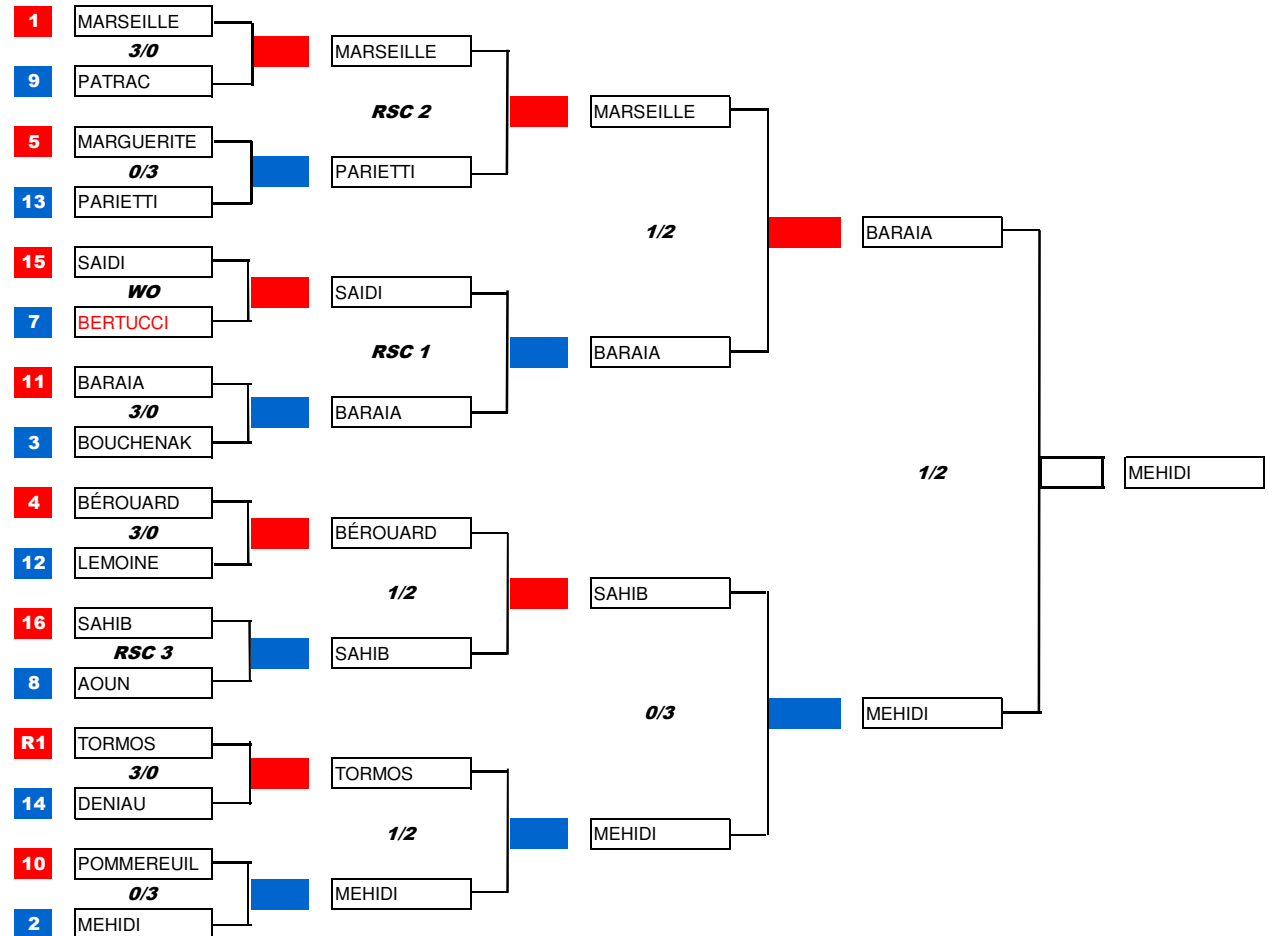 1 MARSEILLE
3/0
9 PATRAC
5 MARGUERITE
0/3
13 PARIETTI
15 SAIDI
WO
7 BERTUCCI
11 BARAIA
3/0
3 BOUCHENAK
4 BÉROUARD
3/0
12 LEMOINE
16 SAHIB
RSC 3
8 AOUN
R1 TORMOS
3/0
14 DENIAU
10 POMMEREUIL
0/3
2 MEHIDI
MARSEILLE
RSC 2
PARIETTI
SAIDI
RSC 1
BARAIA
BÉROUARD
1/2
SAHIB
TORMOS
1/2
MEHIDI
MARSEILLE
1/2
BARAIA
SAHIB
0/3
MEHIDI
BARAIA
1/2
MEHIDI
MEHIDI